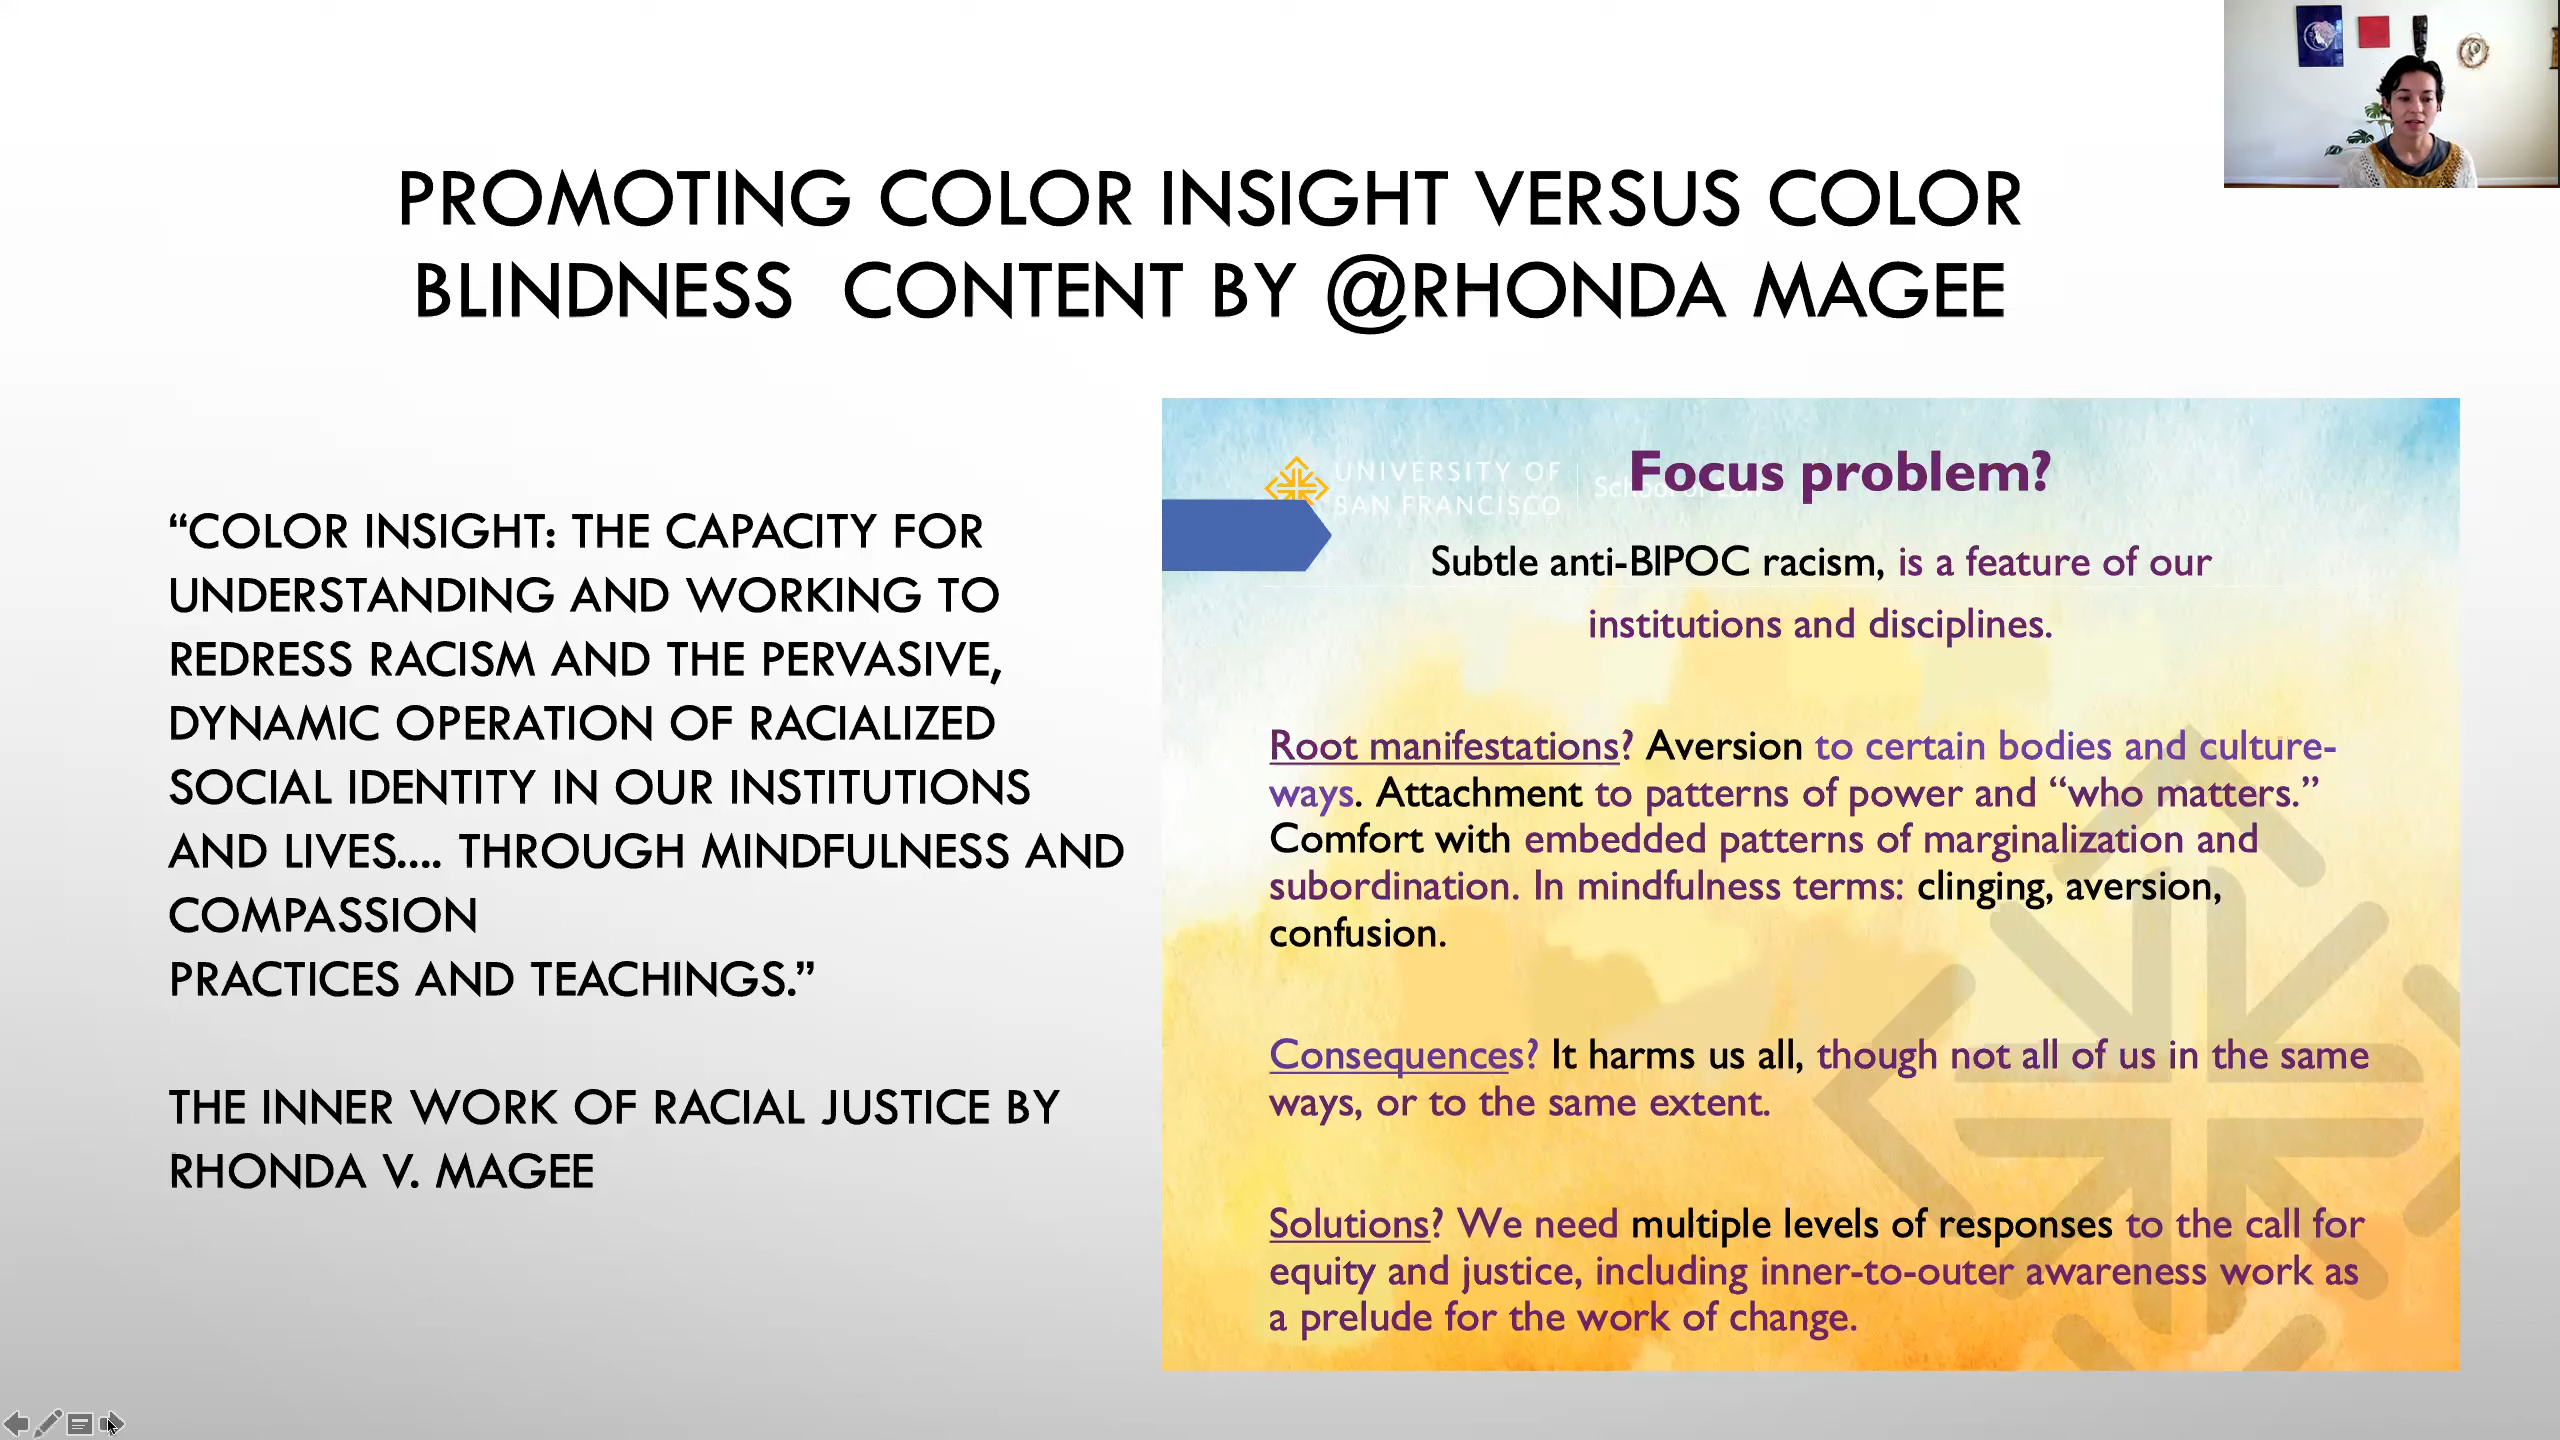 PROMOTING COLOR INSIGHT VERSUS COLOR
BLINDNESS  CONTENT BY @RHONDA MAGEE
“COLOR INSIGHT: THE CAPACITY FOR
UNDERSTANDING AND WORKING TO
REDRESS RACISM AND THE PERVASIVE,
DYNAMIC OPERATION OF RACIALIZED
SOCIAL IDENTITY IN OUR INSTITUTIONS
AND LIVES.... THROUGH MINDFULNESS AND
COMPASSION
PRACTICES AND TEACHINGS.”
THE INNER WORK OF RACIAL JUSTICE BY
RHONDA V. MAGEE
UNIVERSITY OF
SAN FRANCISCO
Focus problem?
Subtle anti-BIPOC racism, is a feature of our
institutions and disciplines.
Root manifestations? Aversion to certain bodies and culture-
ways. Attachment to patterns of power and “who matters.”
Comfort with embedded patterns of marginalization and
subordination. In mindfulness terms: clinging, aversion,
confusion.
Consequences? It harms us all, though not all of us in the same
ways, or to the same extent.
Solutions? We need multiple levels of responses to the call for
equity and justice, including inner-to-outer awareness work as
a prelude for the work of change.